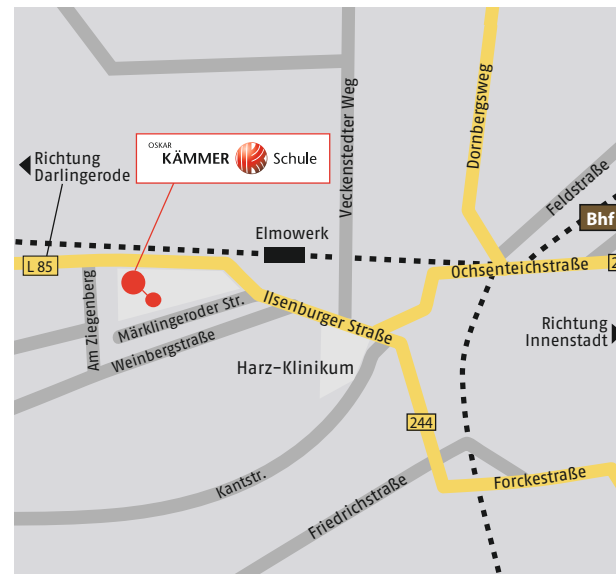 Dornbergsweg
Veckenstedter Weg
OSKAR
KÄMMER Schule
Richtung
Darlingerode
Feldstraße
Bhf
Elmowerk
L 85
Ochsenteichstraße
2
Am Ziegenberg
Märklingeroder Str.
Ilsenburger Straße
Weinbergstraße
Richtung
Innenstadt
Harz-Klinikum
244
Kantstr.
Friedrichstraße
Forckestraße